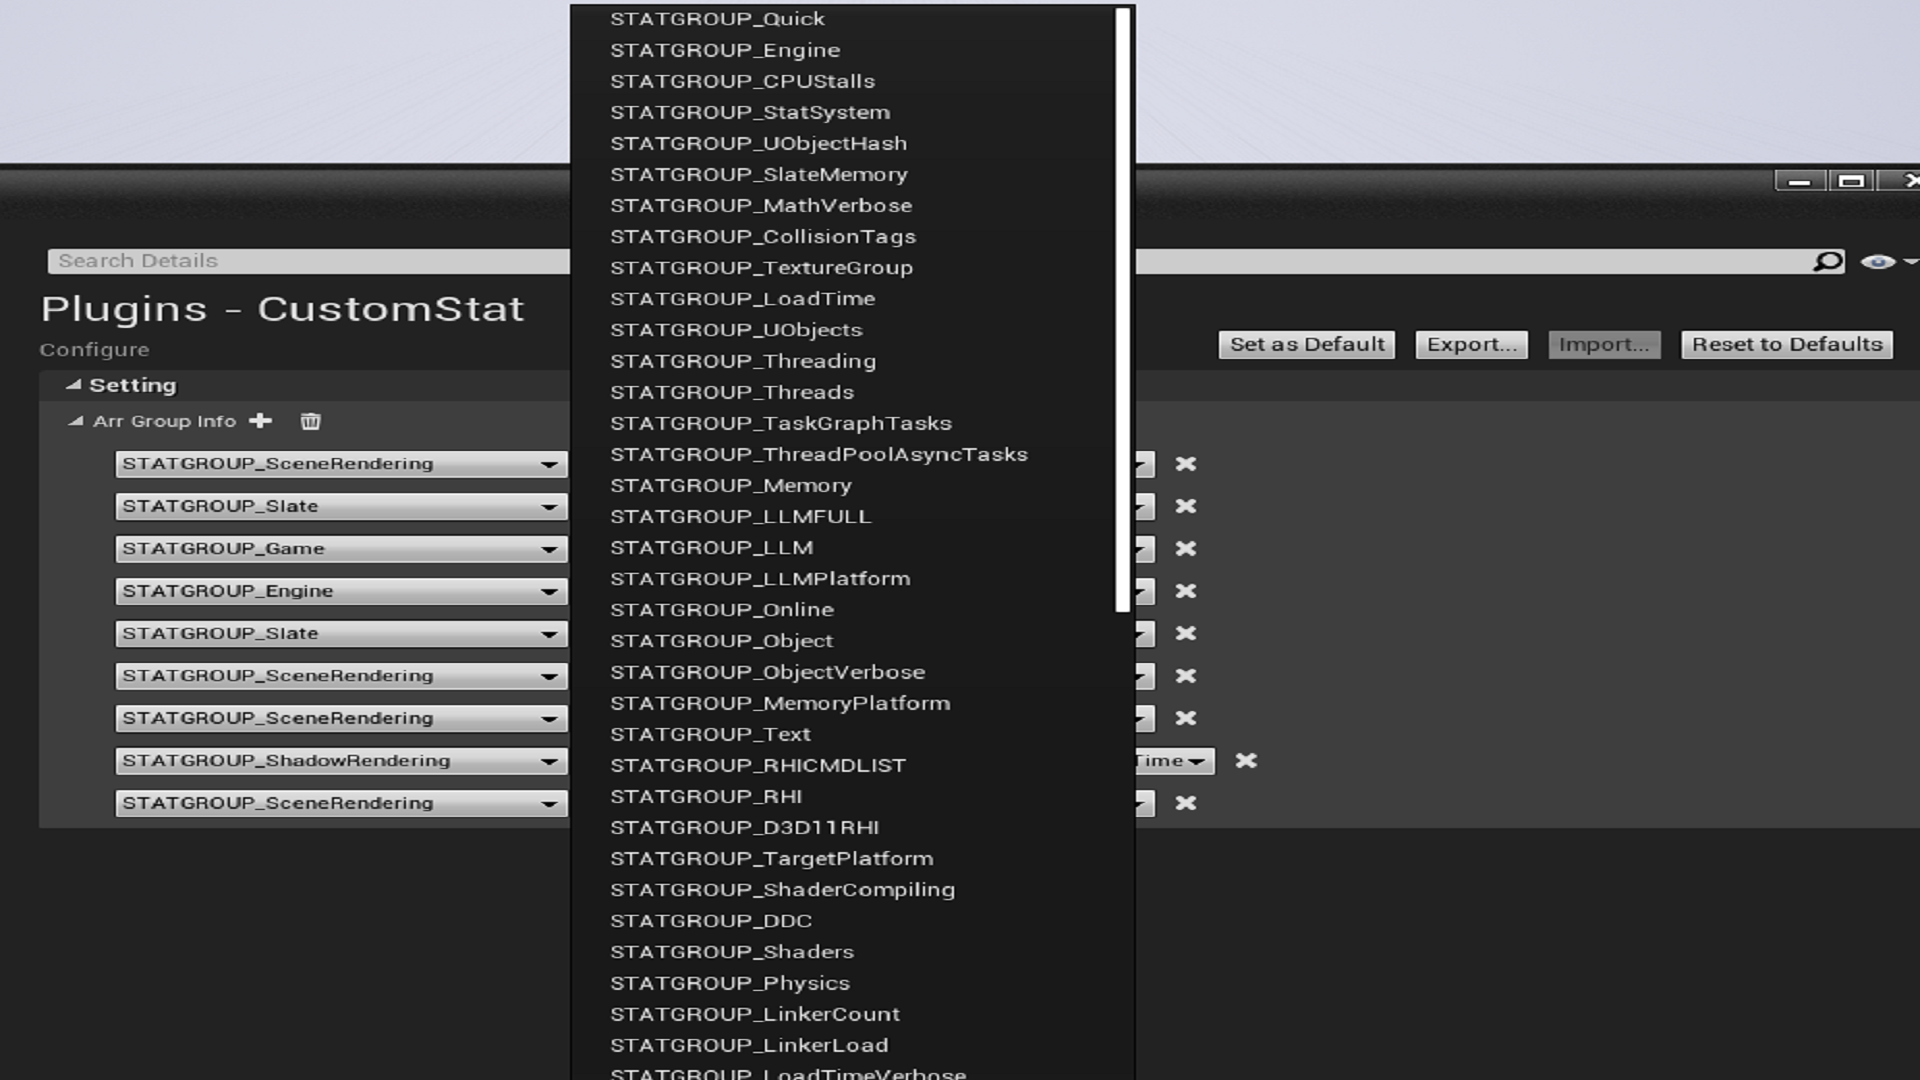 STATGROUP_Quick
STATGROUP_Engine
STATGROUP_CPUStalls
STATGROUP_StatSystem
STATGROUP_UObjectHash
STATGROUP_SlateMemory
STATGROUP_MathVerbose
STATGROUP_CollisionTags
STATGROUP_TextureGroup
STATGROUP_LoadTime
STATGROUP_UObjects
STATGROUP_Threading
STATGROUP_Threads
STATGROUP_TaskGraphTasks
STATGROUP_ThreadPoolAsyncTasks
STATGROUP_Memory
STATGROUP_LLMFULL
STATGROUP_LLM
STATGROUP_LLMPlatform
STATGROUP_Online
STATGROUP_Object
STATGROUP_ObjectVerbose
STATGROUP_MemoryPlatform
STATGROUP_Text
STATGROUP_RHICMDLIST
STATGROUP_RHI
STATGROUP_D3D11RHI
STATGROUP_TargetPlatform
STATGROUP_ShaderCompiling
STATGROUP_DDC
STATGROUP_Shaders
STATGROUP_Physics
STATGROUP_LinkerCount
STATGROUP_LinkerLoad
STATGROUP_LoadTimeVerbose
Search Details
Plugins - CustomStat
Configure
Set as Default Export... Import... Reset to Defaults
Setting
Arr Group Info
STATGROUP_SceneRendering
STATGROUP_Slate
STATGROUP_Game
STATGROUP_Engine
STATGROUP_Slate
STATGROUP_SceneRendering
STATGROUP_SceneRendering
STATGROUP_ShadowRendering Time
STATGROUP_SceneRendering